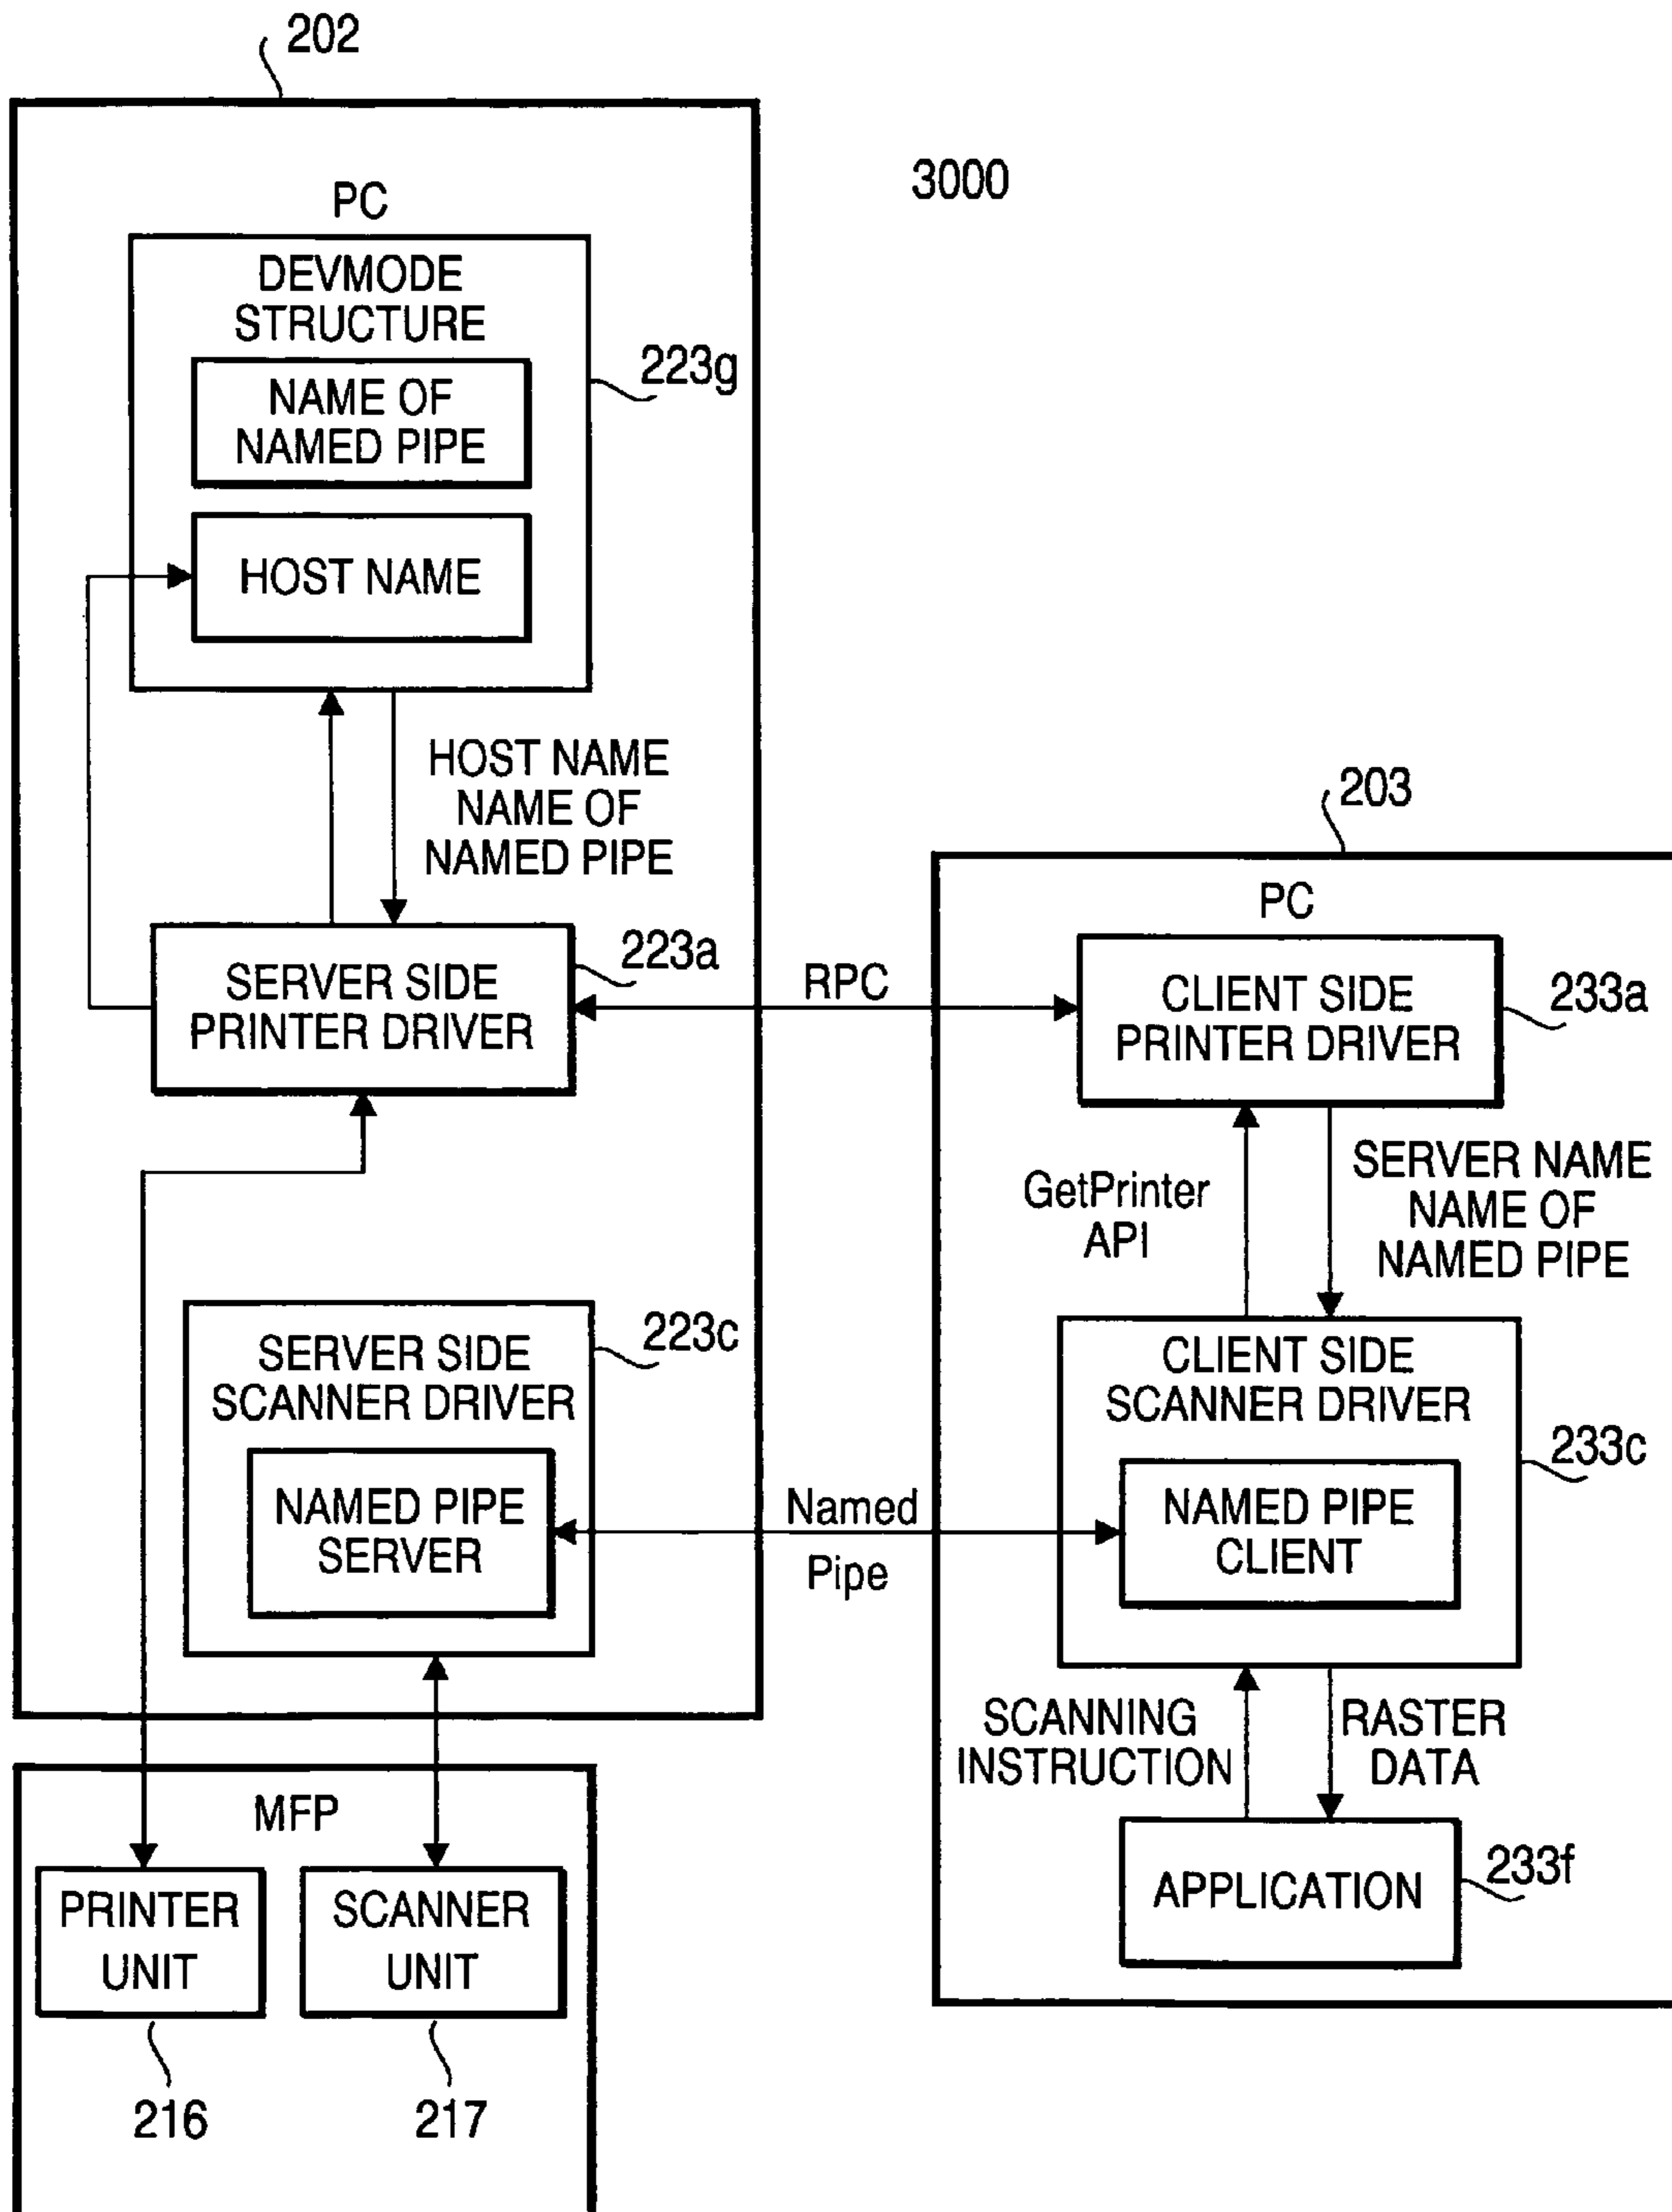 202
3000
PC
DEVMODE
STRUCTURE
223g
NAME OF
NAMED PIPE
HOST NAME
HOST NAME
NAME OF
NAMED PIPE
223a
SERVER SIDE
PRINTER DRIVER
RPC
203
PC
CLIENT SIDE
PRINTER DRIVER
233a
GetPrinter
API
SERVER NAME
NAME OF
NAMED PIPE
223c
SERVER SIDE
SCANNER DRIVER
NAMED PIPE
SERVER
Named
Pipe
CLIENT SIDE
SCANNER DRIVER
233c
NAMED PIPE
CLIENT
SCANNING
INSTRUCTION
RASTER
DATA
APPLICATION
233f
MFP
PRINTER
UNIT
SCANNER
UNIT
216
217